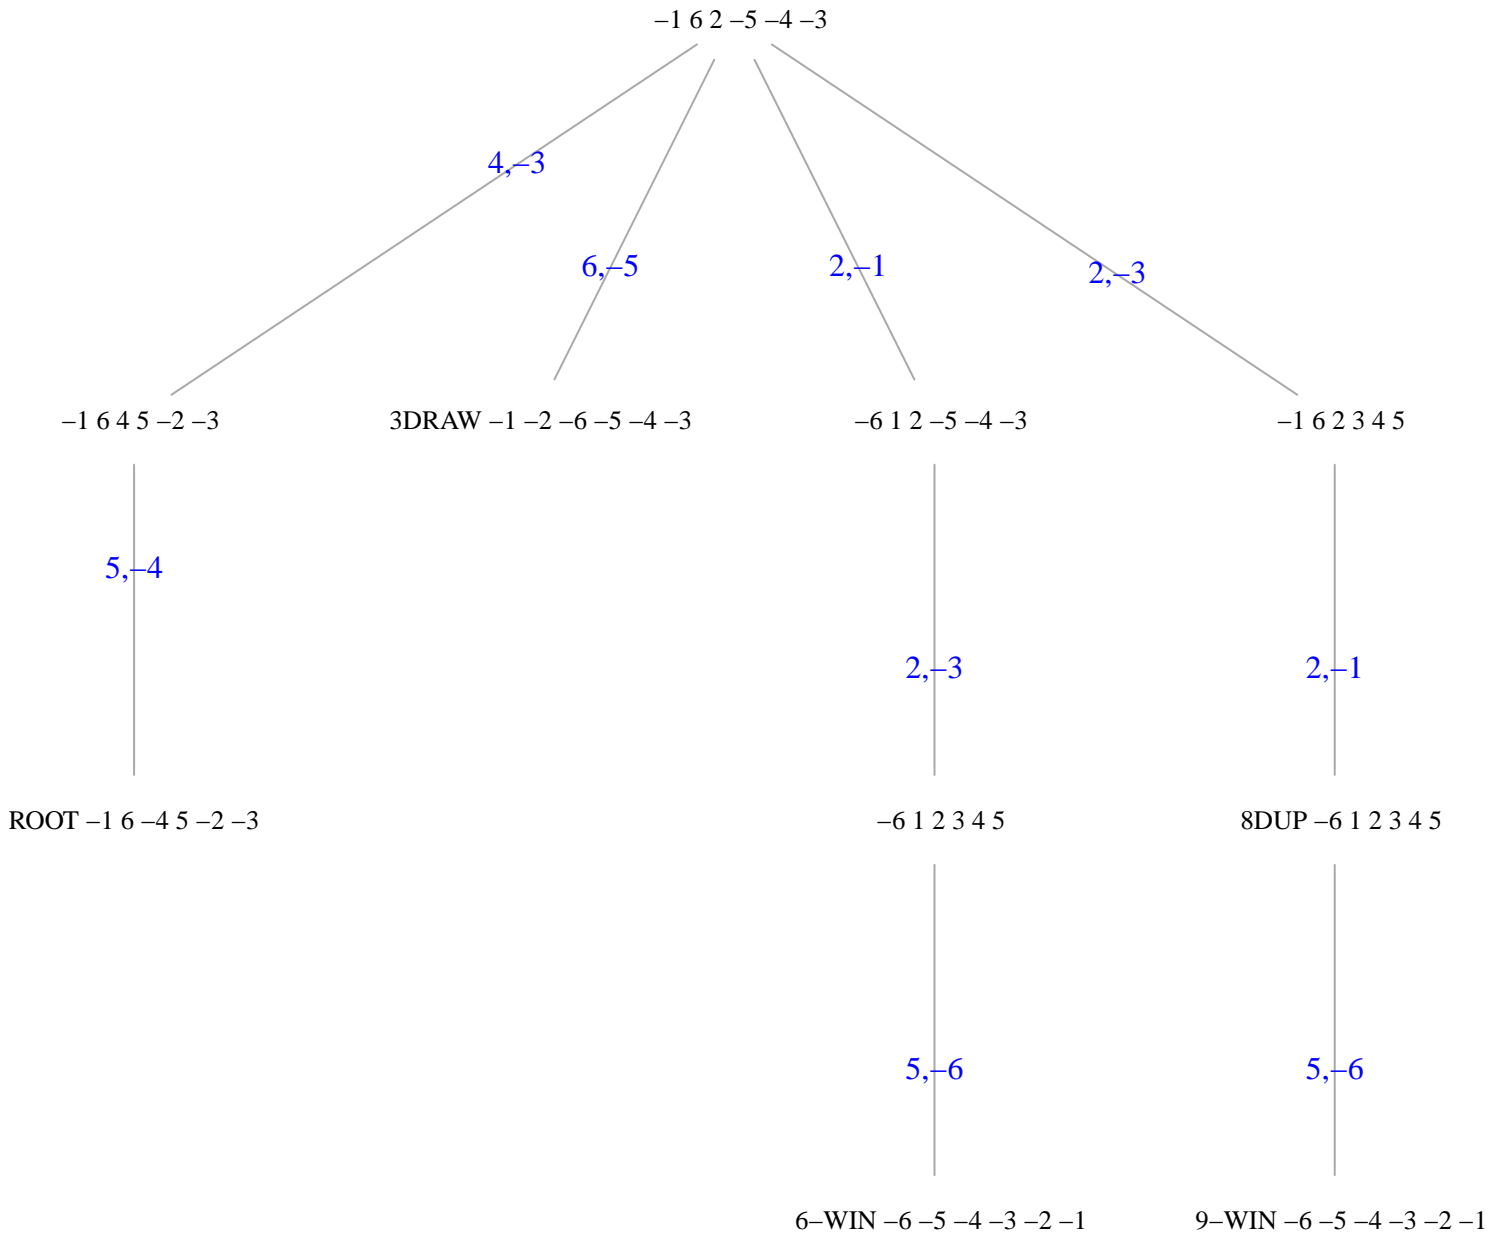 –1 6 2 –5 –4 –3
4,–3
6,–5
2,–1
2,–3
–1 6 4 5 –2 –3
3DRAW –1 –2 –6 –5 –4 –3
–6 1 2 –5 –4 –3
–1 6 2 3 4 5
5,–4
2,–3
2,–1
ROOT –1 6 –4 5 –2 –3
–6 1 2 3 4 5
8DUP –6 1 2 3 4 5
5,–6
5,–6
6–WIN –6 –5 –4 –3 –2 –1
9–WIN –6 –5 –4 –3 –2 –1